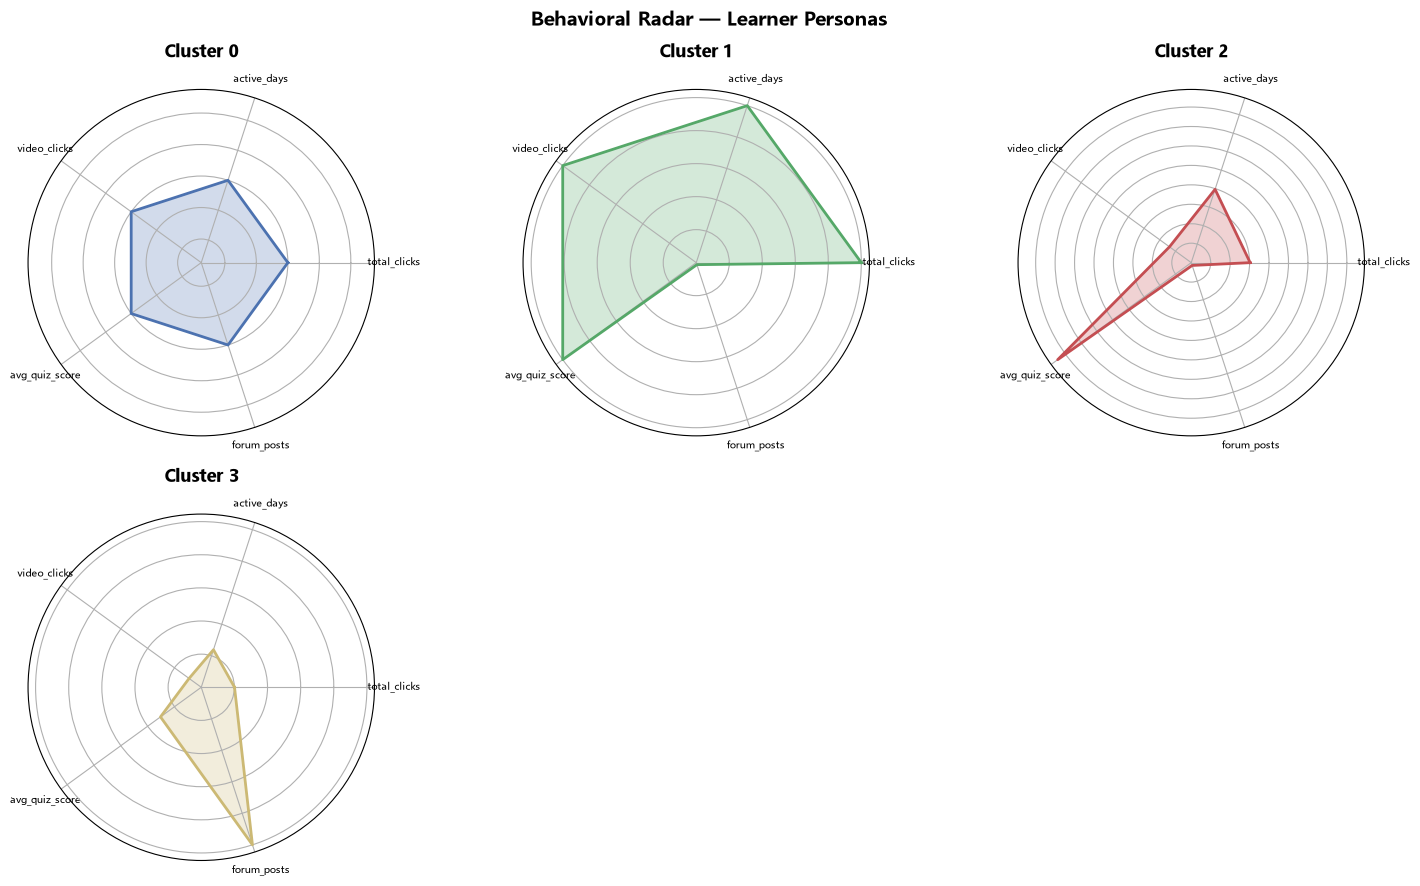 Behavioral Radar — Learner Personas
Cluster 0
active_days
video_clicks
total_clicks
avg_quiz_score
forum_posts
Cluster 1
active_days
video_clicks
total_clicks
avg_quiz_score
forum_posts
Cluster 2
active_days
video_clicks
total_clicks
avg_quiz_score
forum_posts
Cluster 3
active_days
video_clicks
total_clicks
avg_quiz_score
forum_posts